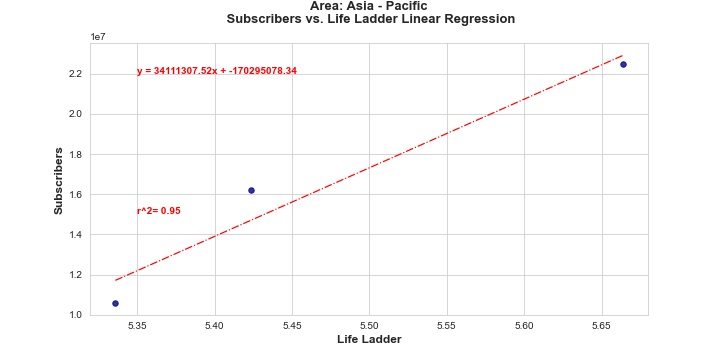 Area: Asia - Pacific
Subscribers vs. Life Ladder Linear Regression
1e7
y = 34111307.52x + -170295078.34
r^2= 0.95
2.2
2.0
1.8
1.6
1.4
1.2
1.0
Subscribers
5.35 5.40 5.45 5.50 5.55 5.60 5.65
Life Ladder